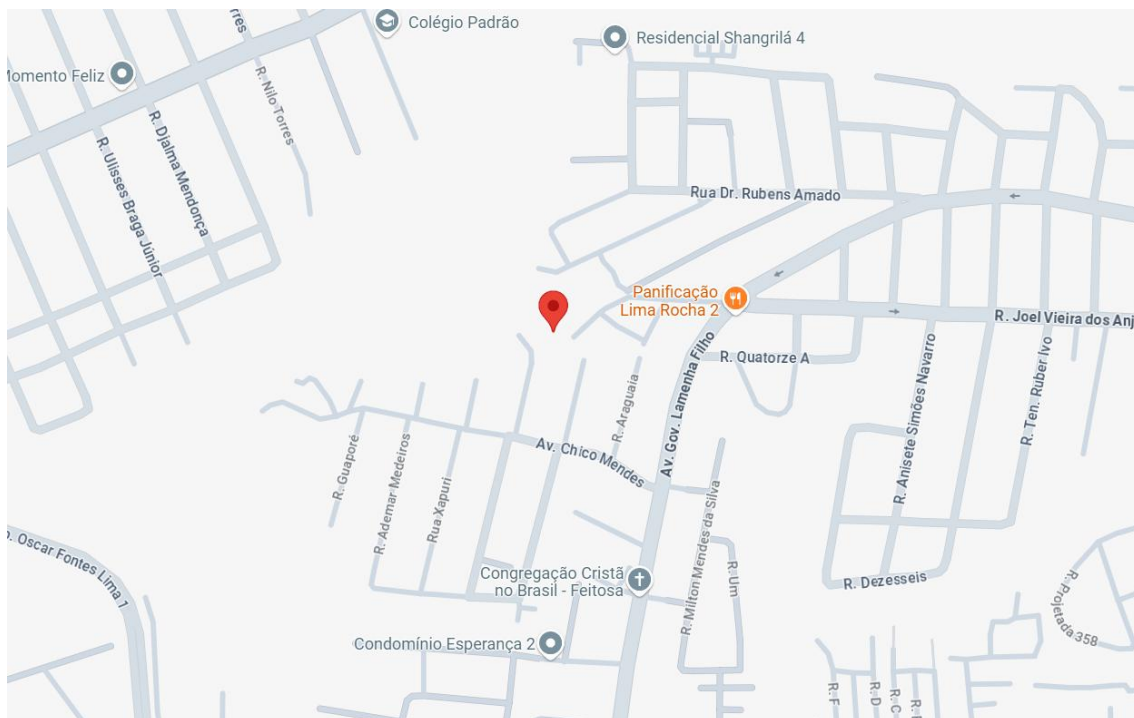 Colégio Padrão
Residencial Shangrilá 4
Momento Feliz
R. Nilo Torres
R. Djalma Mendonça
R. Ulisses Braga Júnior
Rua Dr. Rubens Amado
Panificação
Lima Rocha 2
R. Joel Vieira dos Anj
R. Quatorze A
Av. Gov. Lamenha Filho
R. Anisete Simões Navarro
R. Ten. Rúber Ivo
R. Araguaia
Av. Chico Mendes
R. Guaporé
R. Ademar Medeiros
Rua Xapuri
R. Milton Mendes da Silva
o. Oscar Fontes Lima 1
Congregação Cristã
no Brasil - Feitosa
R. Um
R. Dezesseis
R. Projetada 358
Condomínio Esperança 2
R. F
R. D
R. C